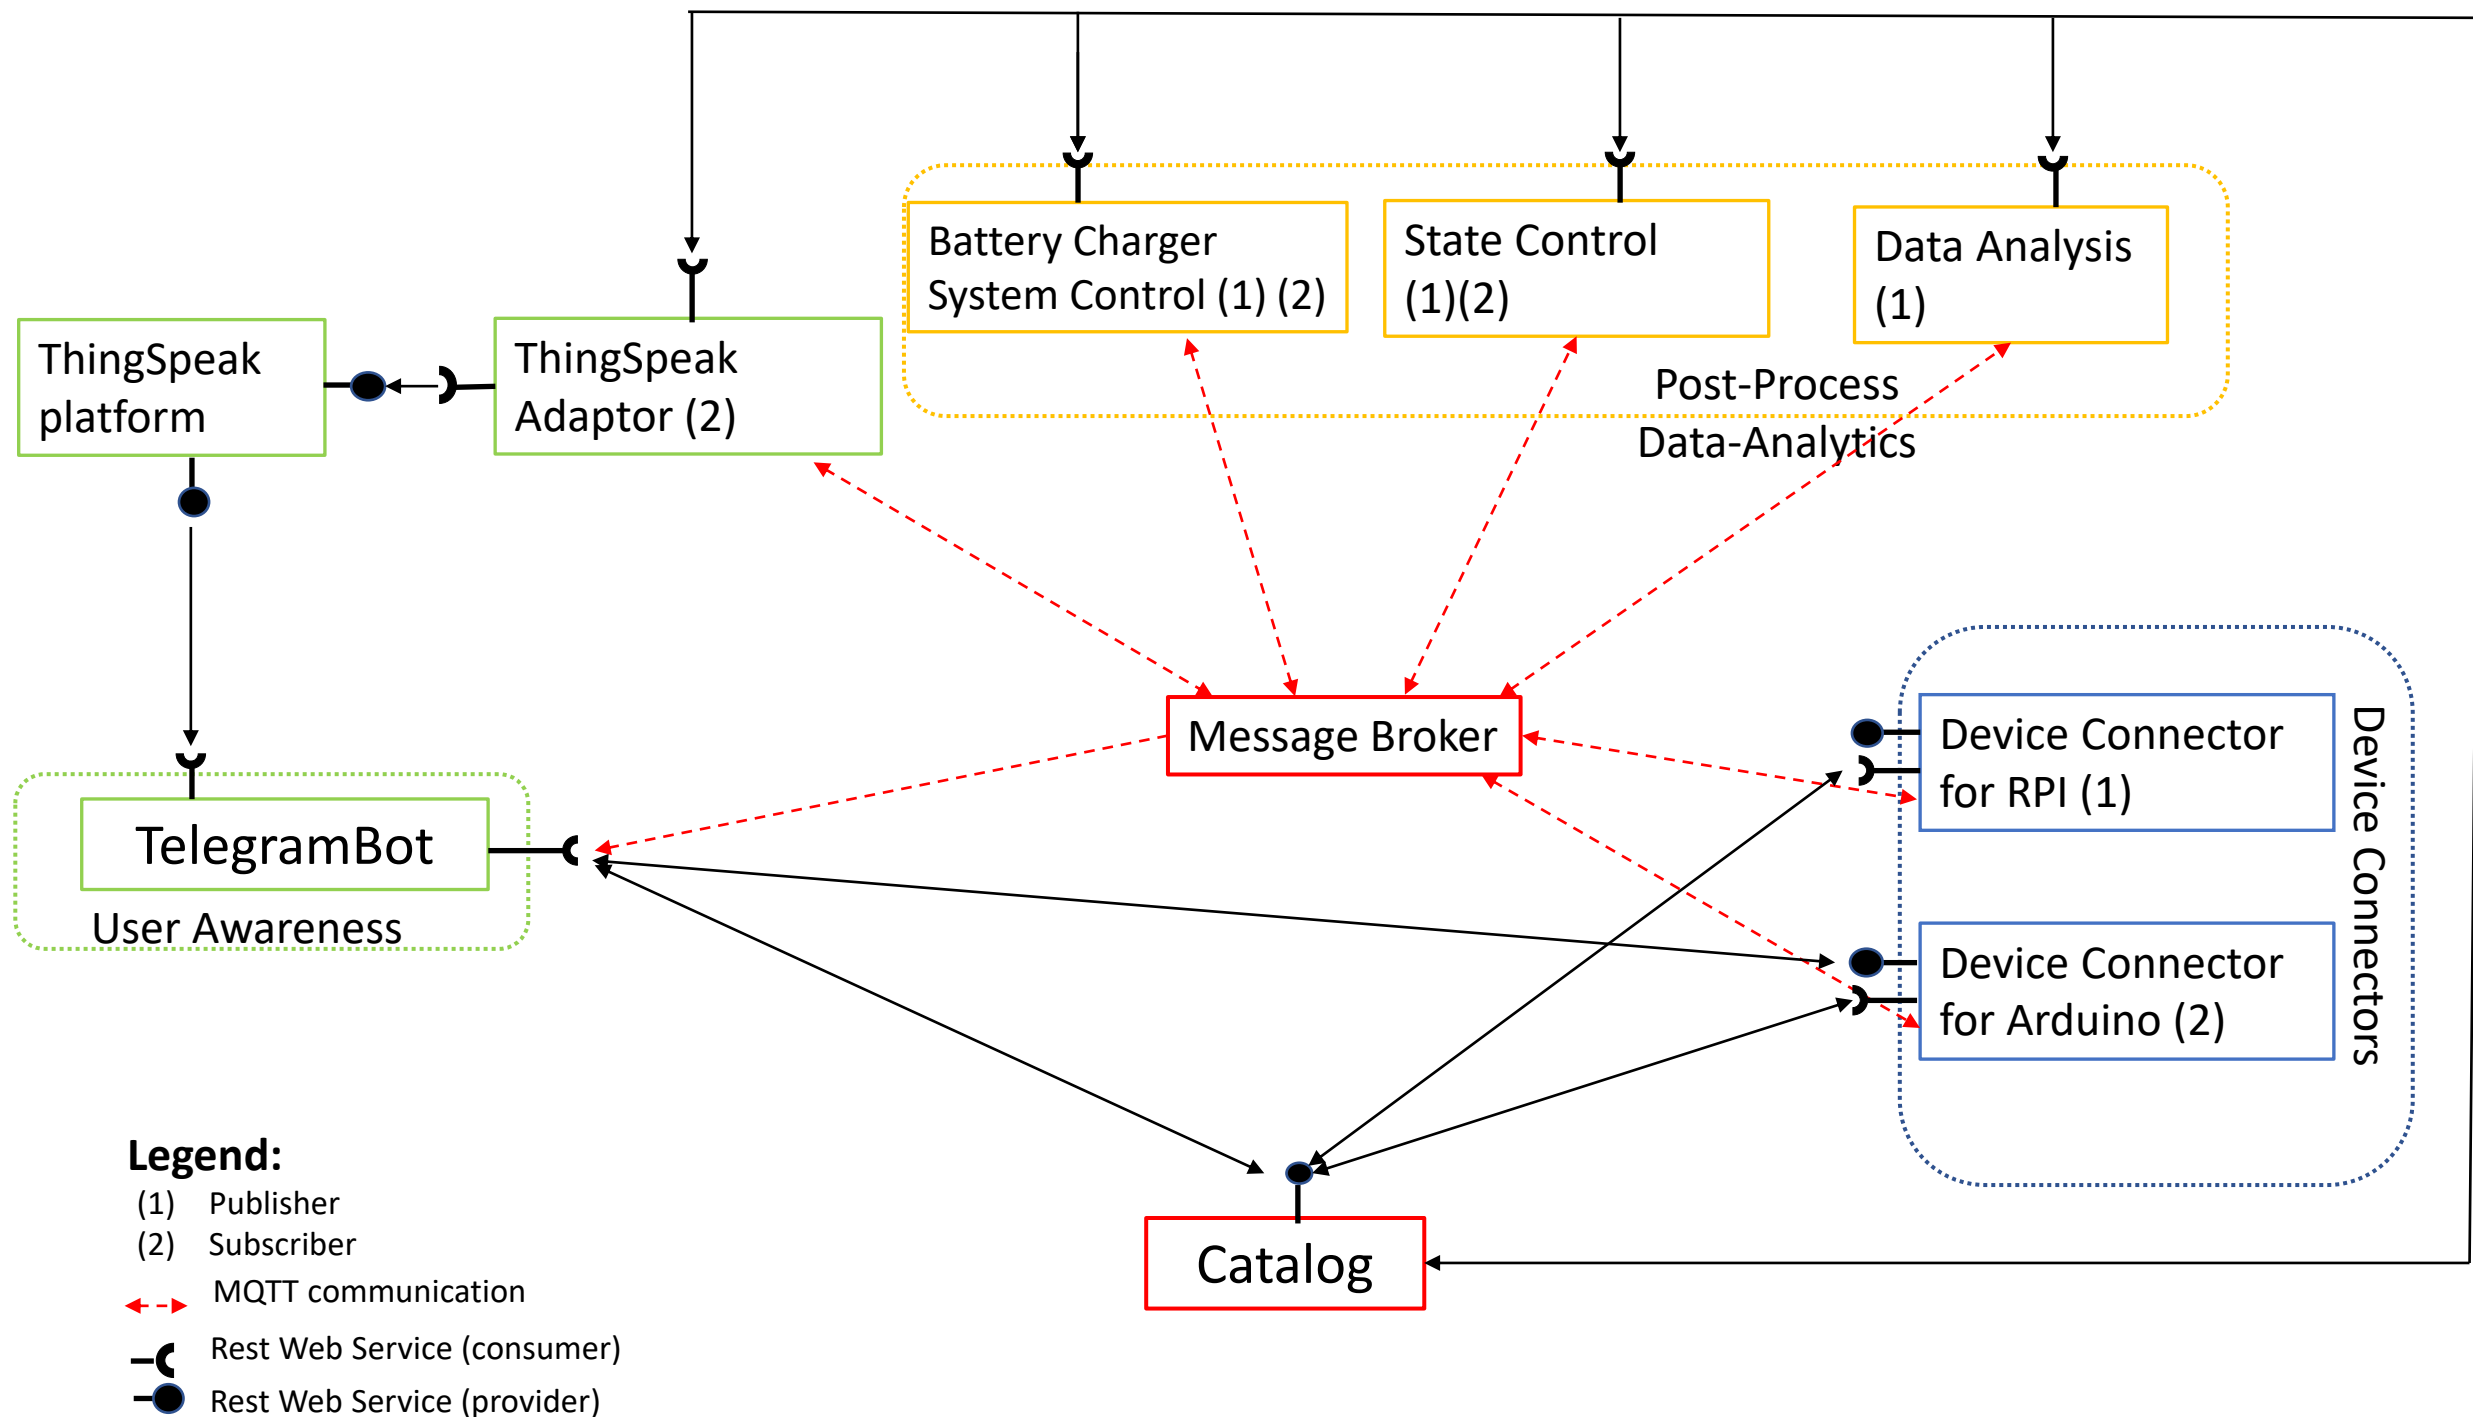 Battery Charger
System Control (1) (2)
State Control
(1)(2)
Data Analysis
(1)
ThingSpeak
platform
ThingSpeak
Adaptor (2)
Post-Process
Data-Analytics
Message Broker
Device Connector
for RPI (1)
Device Connectors
TelegramBot
User Awareness
Device Connector
for Arduino (2)
Catalog
Legend:
(1) Publisher
(2) Subscriber
MQTT communication
Rest Web Service (consumer)
Rest Web Service (provider)